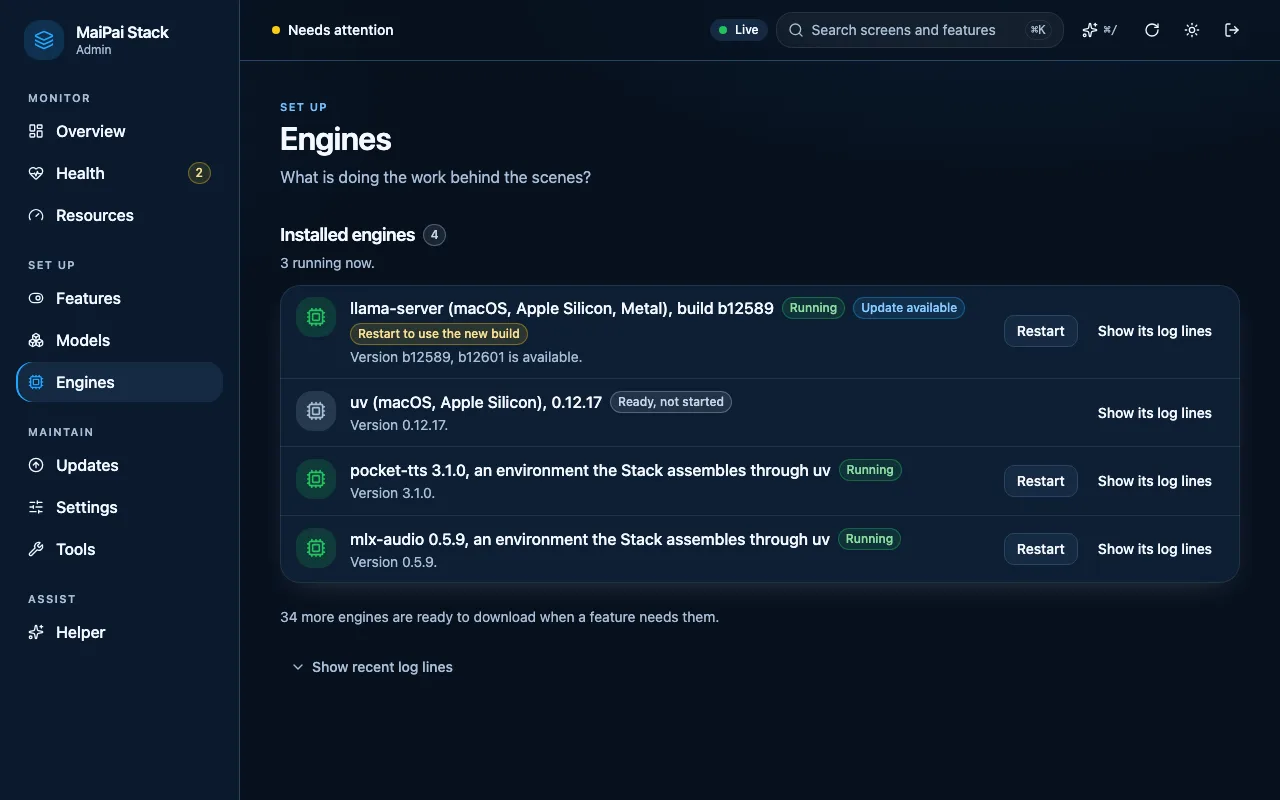 MaiPai Stack
Admin
MONITOR
Overview
Health
2
Resources
SET UP
Features
Models
Engines
MAINTAIN
Updates
Settings
Tools
ASSIST
Helper
Needs attention
Live
Search screens and features
⌘K
⌘/
SET UP
Engines
What is doing the work behind the scenes?
Installed engines 4
3 running now.
llama-server (macOS, Apple Silicon, Metal), build b12589 Running Update available
Restart to use the new build
Version b12589, b12601 is available.
Restart Show its log lines
uv (macOS, Apple Silicon), 0.12.17 Ready, not started
Version 0.12.17.
Show its log lines
pocket-tts 3.1.0, an environment the Stack assembles through uv Running
Version 3.1.0.
Restart Show its log lines
mlx-audio 0.5.9, an environment the Stack assembles through uv Running
Version 0.5.9.
Restart Show its log lines
34 more engines are ready to download when a feature needs them.
Show recent log lines